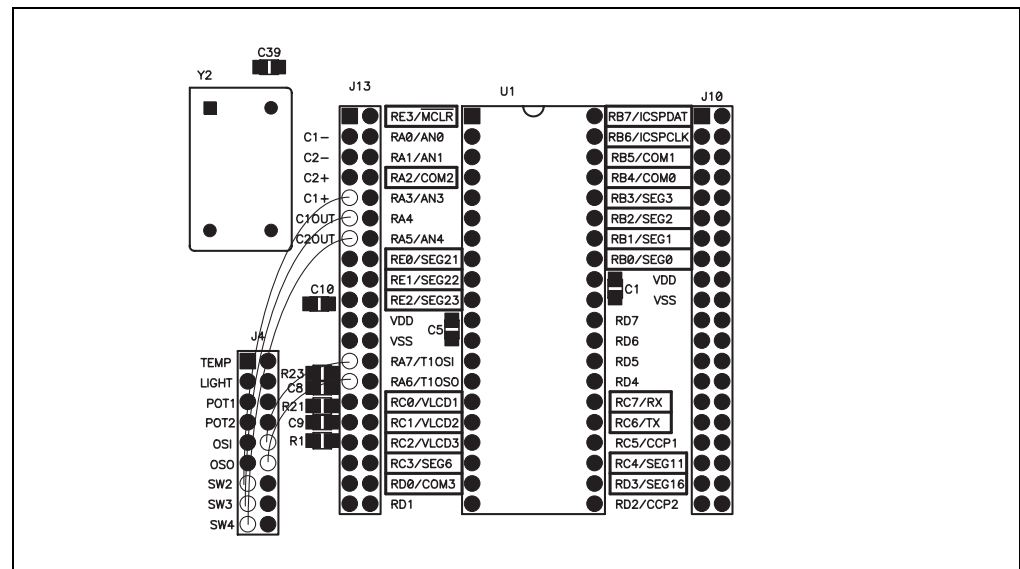 C39
Y2
J13
U1
J10
RE3/MCLR
RB7/ICSPDAT
C1-
RA0/AN0
RB6/ICSPCLK
C2-
RA1/AN1
RB5/COM1
C2+
RA2/COM2
RB4/COM0
C1+
RA3/AN3
RB3/SEG3
C1OUT
RA4
RB2/SEG2
C2OUT
RA5/AN4
RB1/SEG1
RE0/SEG21
RB0/SEG0
RE1/SEG22
VDD
C10
RE2/SEG23
C1
VSS
VDD
RD7
C5
J4
VSS
RD6
TEMP
RA7/T1OSI
RD5
R23
LIGHT
RA6/T1OSO
RD4
C8
POT1
R21
RC0/VLCD1
RC7/RX
POT2
C9
RC1/VLCD2
RC6/TX
OSI
R1
RC2/VLCD3
RC5/CCP1
OSO
RC3/SEG6
RC4/SEG11
SW2
RD0/COM3
RD3/SEG16
SW3
RD1
RD2/CCP2
SW4